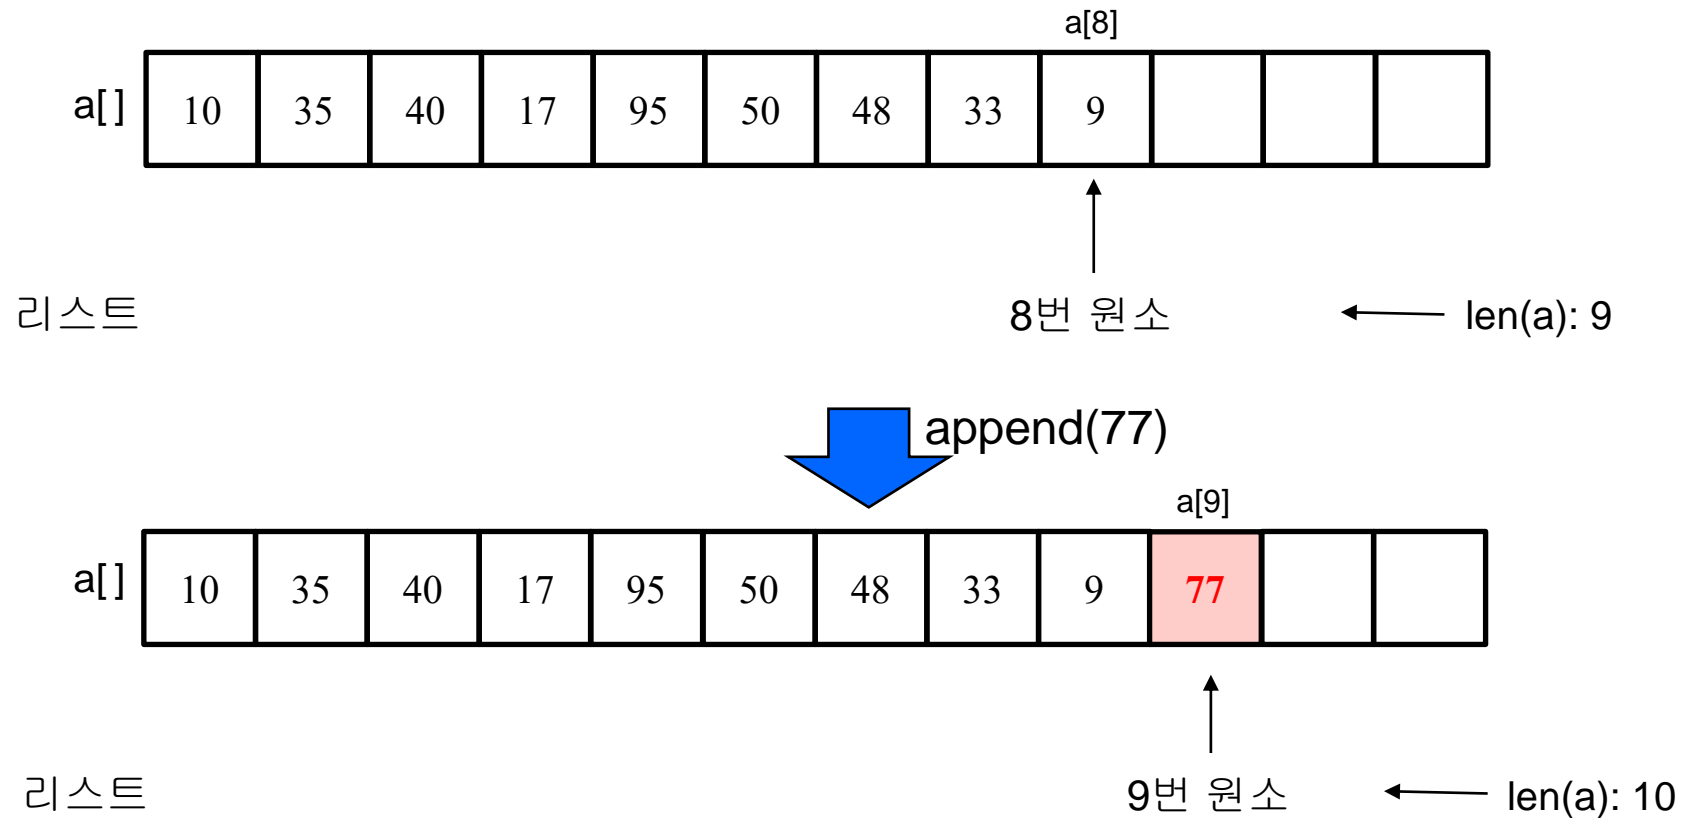 a[8]
a[ ] 10 35 40 17 95 50 48 33 9
리스트 8번 원소 len(a): 9
append(77)
a[9]
a[ ] 10 35 40 17 95 50 48 33 9 77
리스트 9번 원소 len(a): 10